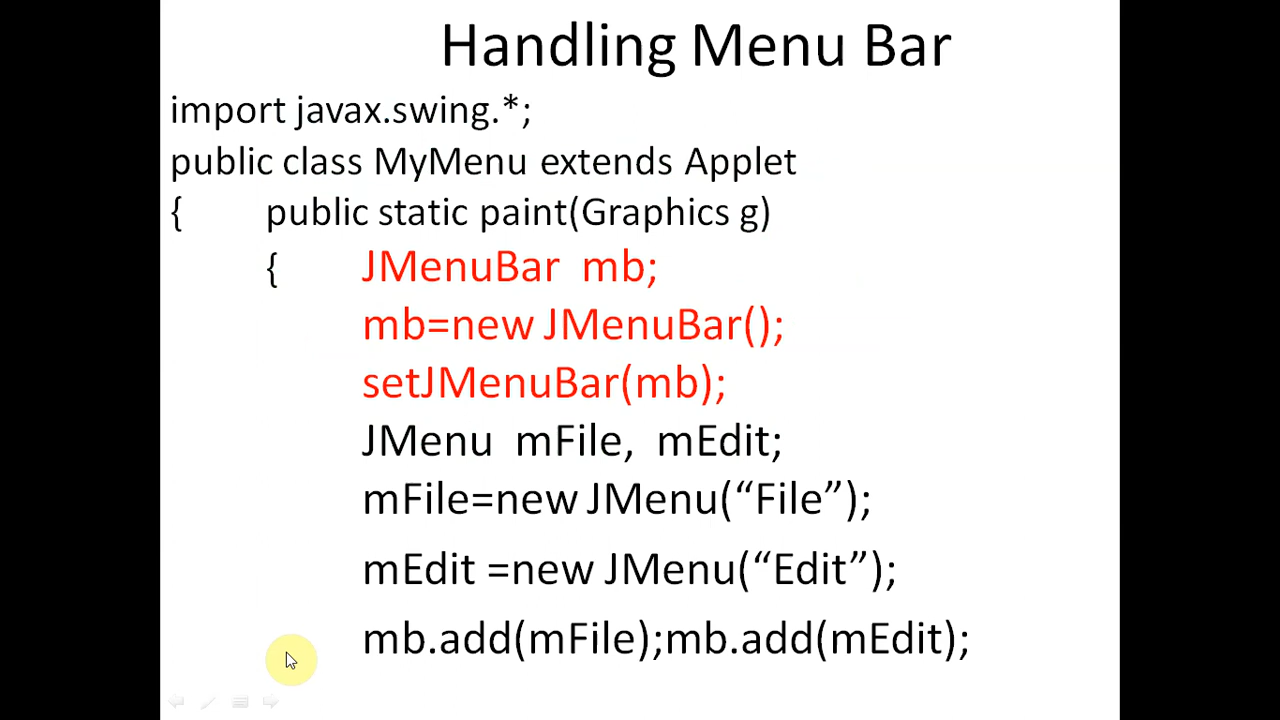 Handling Menu Bar
import javax.swing.*;
public class MyMenu extends Applet
{ public static paint(Graphics g)
{ JMenuBar mb;
mb=new JMenuBar();
setJMenuBar(mb);
JMenu mFile, mEdit;
mFile=new JMenu(“File”);
mEdit =new JMenu(“Edit”);
mb.add(mFile);mb.add(mEdit);